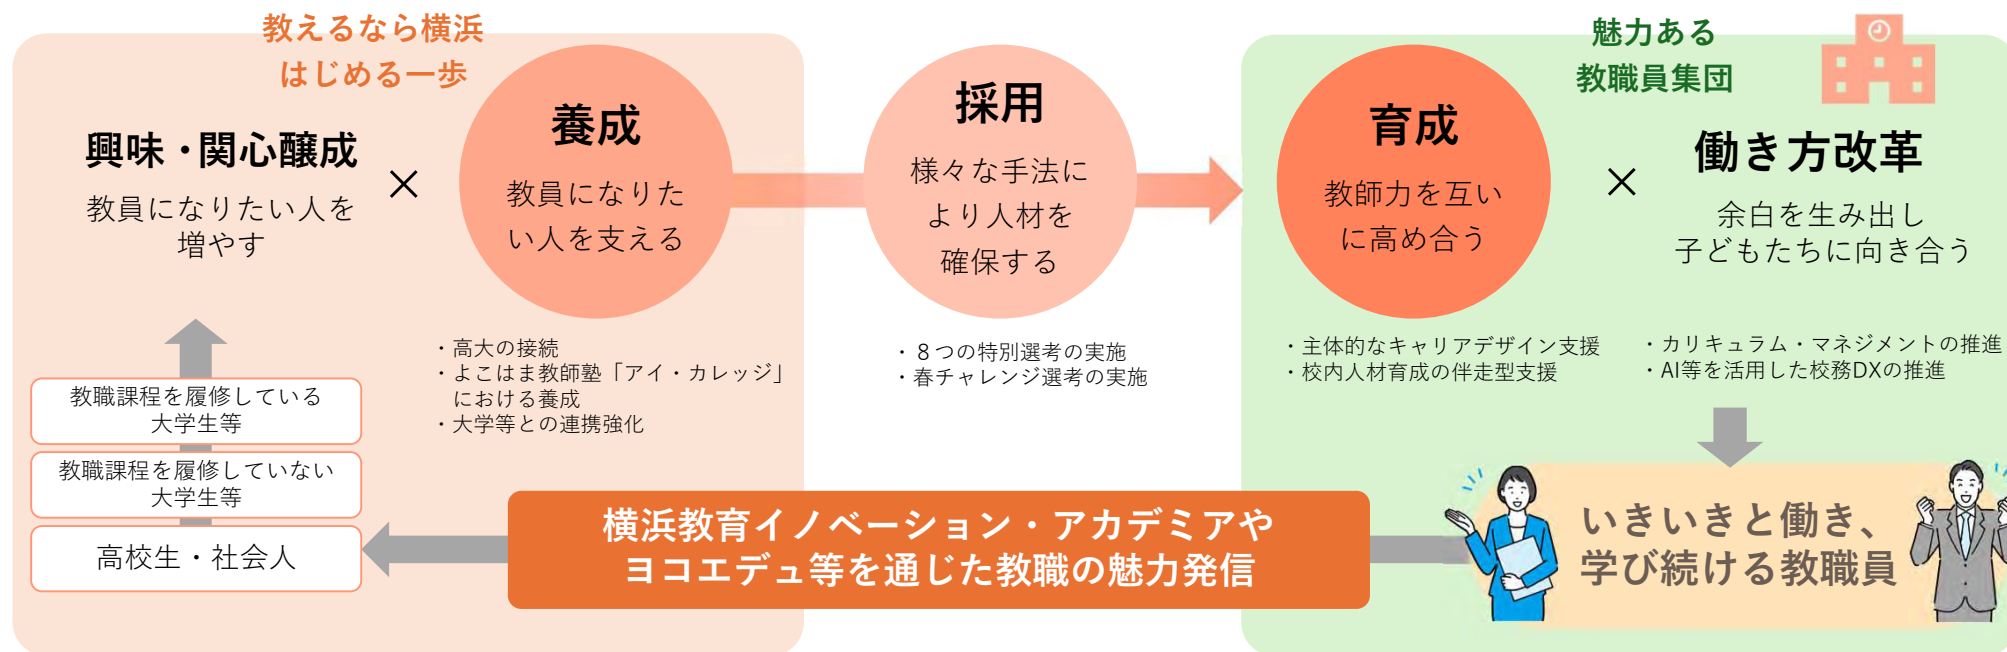 教えるなら横浜
はじめる一歩
興味・関心醸成
教員になりたい人を
増やす
×
養成
教員になりた
い人を支える
・高大の接続
・よこはま教師塾「アイ・カレッジ」
における養成
・大学等との連携強化
採用
様々な手法に
より人材を
確保する
・８つの特別選考の実施
・春チャレンジ選考の実施
魅力ある
教職員集団
育成
教師力を互い
に高め合う
・主体的なキャリアデザイン支援
・校内人材育成の伴走型支援
×
働き方改革
余白を生み出し
子どもたちに向き合う
・カリキュラム・マネジメントの推進
・AI等を活用した校務DXの推進
いきいきと働き、
学び続ける教職員
横浜教育イノベーション・アカデミアや
ヨコエデュ等を通じた教職の魅力発信
教職課程を履修している
大学生等
教職課程を履修していない
大学生等
高校生・社会人